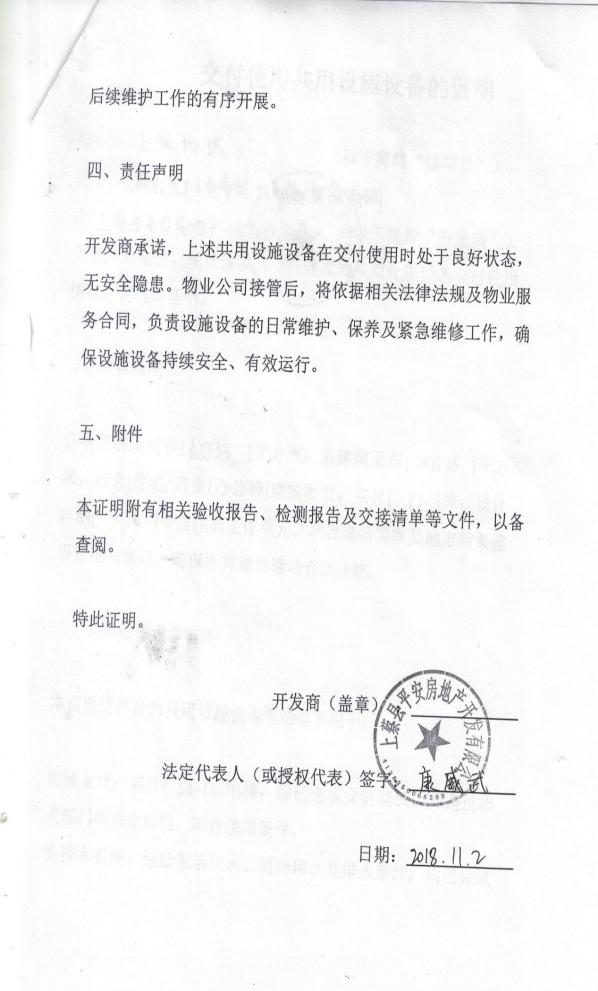 后续维护工作的有序开展。
四、责任声明
开发商承诺，上述共用设施设备在交付使用时处于良好状态，
无安全隐患。物业公司接管后，将依据相关法律法规及物业服
务合同，负责设施设备的日常维护、保养及紧急维修工作，确
保设施设备持续安全、有效运行。
五、附件
本证明附有相关验收报告、检测报告及交接清单等文件，以备
查阅。
特此证明。
开发商（盖章）
上蔡县平安房地产开发有限公司
法定代表人（或授权代表）签字：康威武
日期：2018.11.2